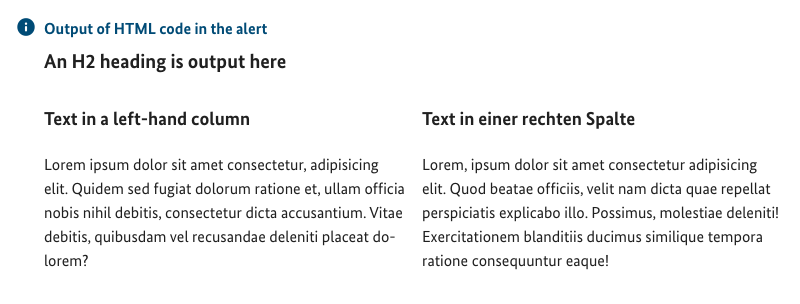 Output of HTML code in the alert
An H2 heading is output here
Text in a left-hand column
Lorem ipsum dolor sit amet consectetur, adipisicing
elit. Quidem sed fugiat dolorum ratione et, ullam officia
nobis nihil debitis, consectetur dicta accusantium. Vitae
debitis, quibusdam vel recusandae deleniti placeat do-
lorem?
Text in einer rechten Spalte
Lorem, ipsum dolor sit amet consectetur adipisicing
elit. Quod beatae officiis, velit nam dicta quae repellat
perspiciatis explicabo illo. Possimus, molestiae deleniti!
Exercitationem blanditiis ducimus similique tempora
ratione consequuntur eaque!